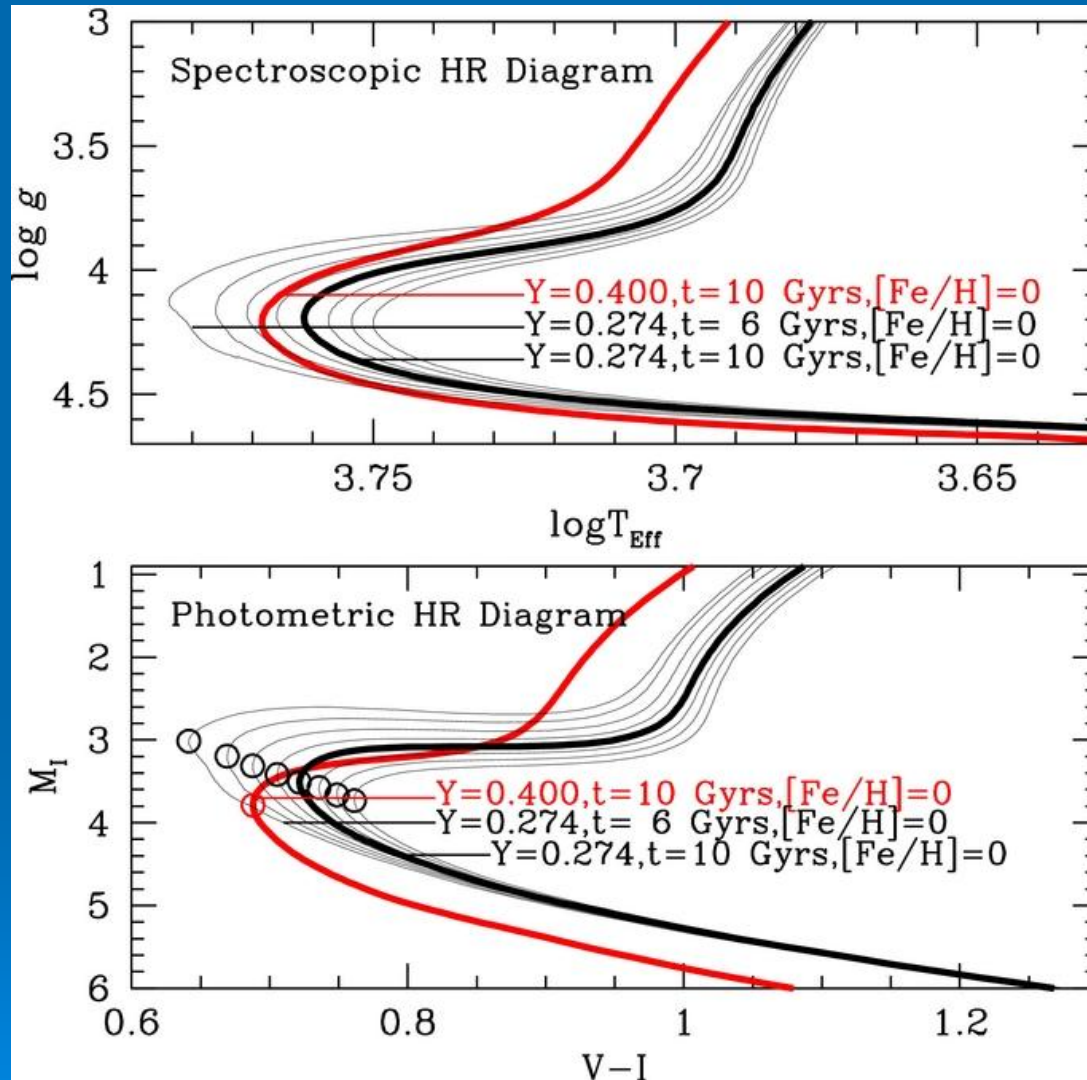 3
Spectroscopic HR Diagram
3.5
log g
4
Y=0.400,t=10 Gyrs,[Fe/H]=0
Y=0.274,t= 6 Gyrs,[Fe/H]=0
Y=0.274,t=10 Gyrs,[Fe/H]=0
4.5
3.75 3.7 3.65
logT_Eff
1
Photometric HR Diagram
2
3
M_I
Y=0.400,t=10 Gyrs,[Fe/H]=0
4
Y=0.274,t= 6 Gyrs,[Fe/H]=0
Y=0.274,t=10 Gyrs,[Fe/H]=0
5
6
0.6 0.8 1 1.2
V-I